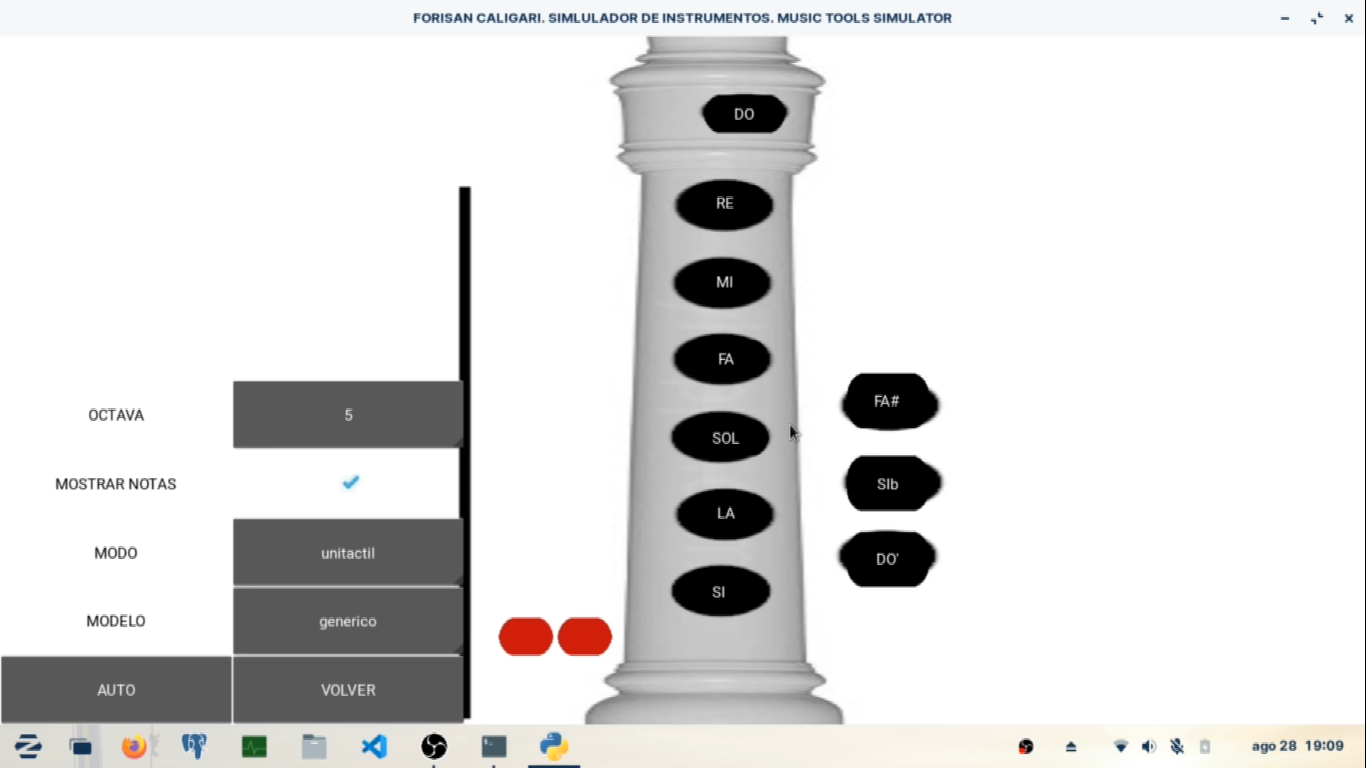 FORISAN CALIGARI. SIMLULADOR DE INSTRUMENTOS. MUSIC TOOLS SIMULATOR
DO
RE
MI
FA
SOL
LA
SI
FA#
SIb
DO'
OCTAVA 5
MOSTRAR NOTAS
MODO unitactil
MODELO generico
AUTO VOLVER
ago 28 19:09